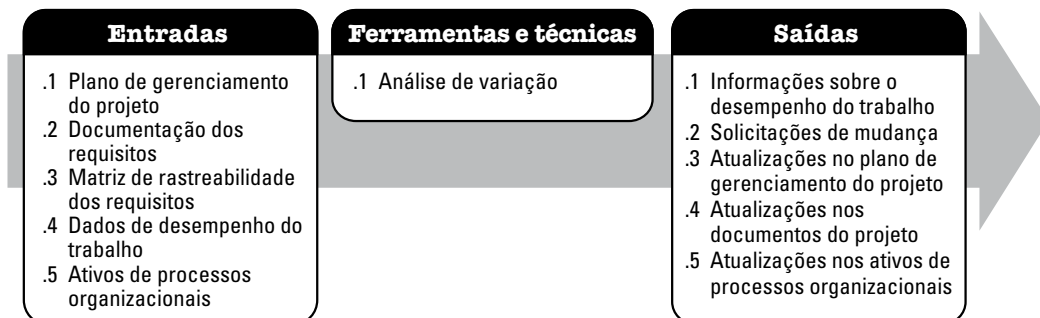 Entradas
.1 Plano de gerenciamento
do projeto
.2 Documentação dos
requisitos
.3 Matriz de rastreabilidade
dos requisitos
.4 Dados de desempenho do
trabalho
.5 Ativos de processos
organizacionais
Ferramentas e técnicas
.1 Análise de variação
Saídas
.1 Informações sobre o
desempenho do trabalho
.2 Solicitações de mudança
.3 Atualizações no plano de
gerenciamento do projeto
.4 Atualizações nos
documentos do projeto
.5 Atualizações nos ativos de
processos organizacionais